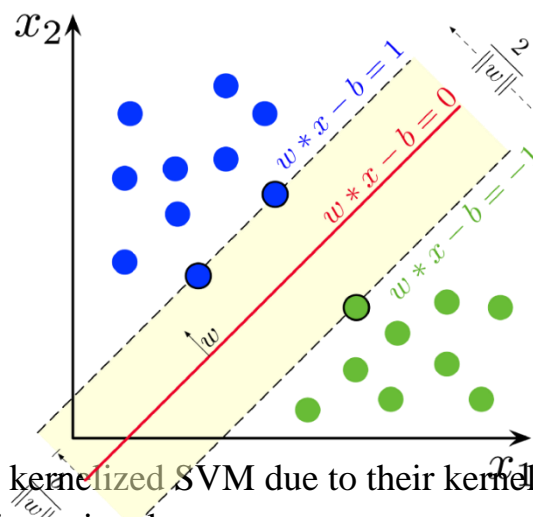 x₂
w * x − b = 1
2
‖w‖
w * x − b = 0
w * x − b = −1
w
x₁
kernelized SVM due to their kernel
‖w‖